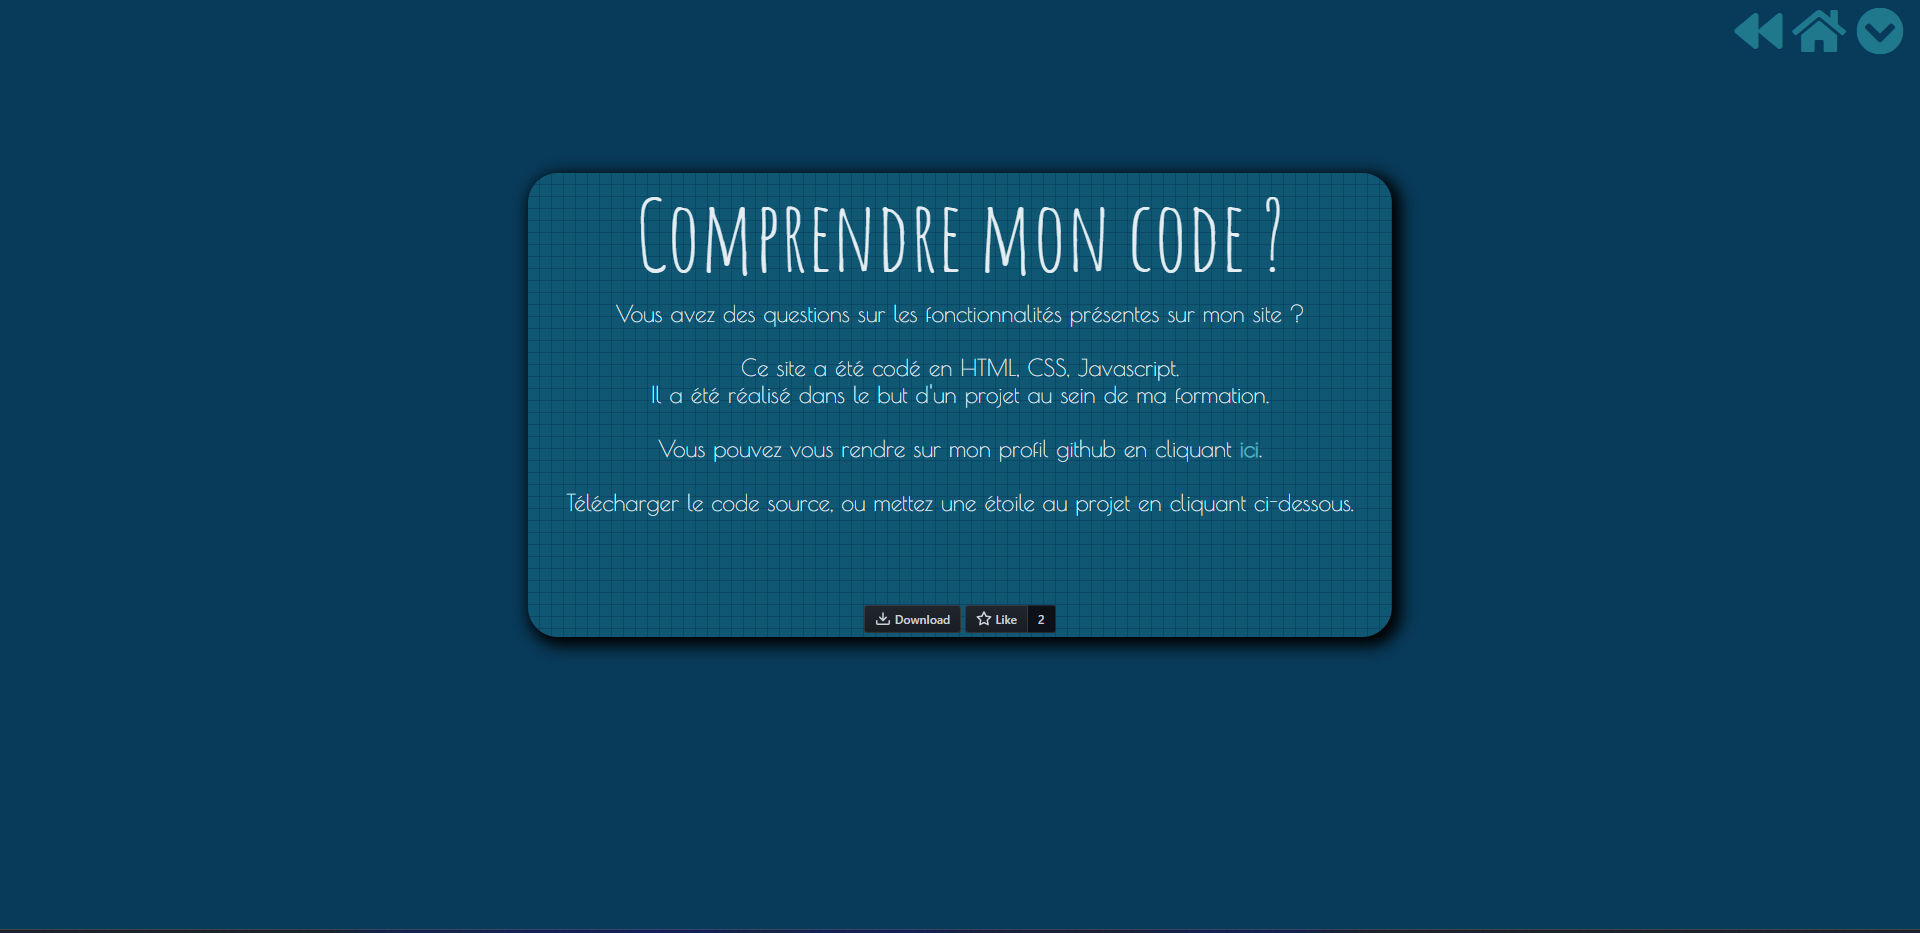 Comprendre mon code ?
Vous avez des questions sur les fonctionnalités présentes sur mon site ?
Ce site a été codé en HTML, CSS, Javascript.
Il a été réalisé dans le but d'un projet au sein de ma formation.
Vous pouvez vous rendre sur mon profil github en cliquant ici.
Télécharger le code source, ou mettez une étoile au projet en cliquant ci-dessous.
Download Like 2